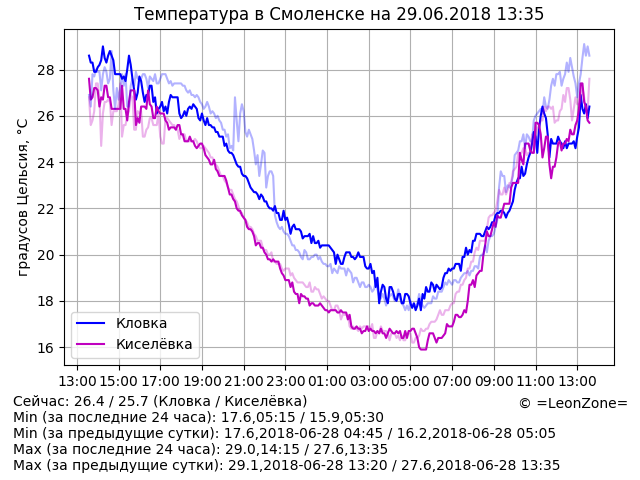 Температура в Смоленске на 29.06.2018 13:35
градусов Цельсия, °C
28
26
24
22
20
18
16
Кловка
Киселёвка
13:00 15:00 17:00 19:00 21:00 23:00 01:00 03:00 05:00 07:00 09:00 11:00 13:00
Сейчас: 26.4 / 25.7 (Кловка / Киселёвка)
© =LeonZone=
Min (за последние 24 часа): 17.6,05:15 / 15.9,05:30
Min (за предыдущие сутки): 17.6,2018-06-28 04:45 / 16.2,2018-06-28 05:05
Max (за последние 24 часа): 29.0,14:15 / 27.6,13:35
Max (за предыдущие сутки): 29.1,2018-06-28 13:20 / 27.6,2018-06-28 13:35